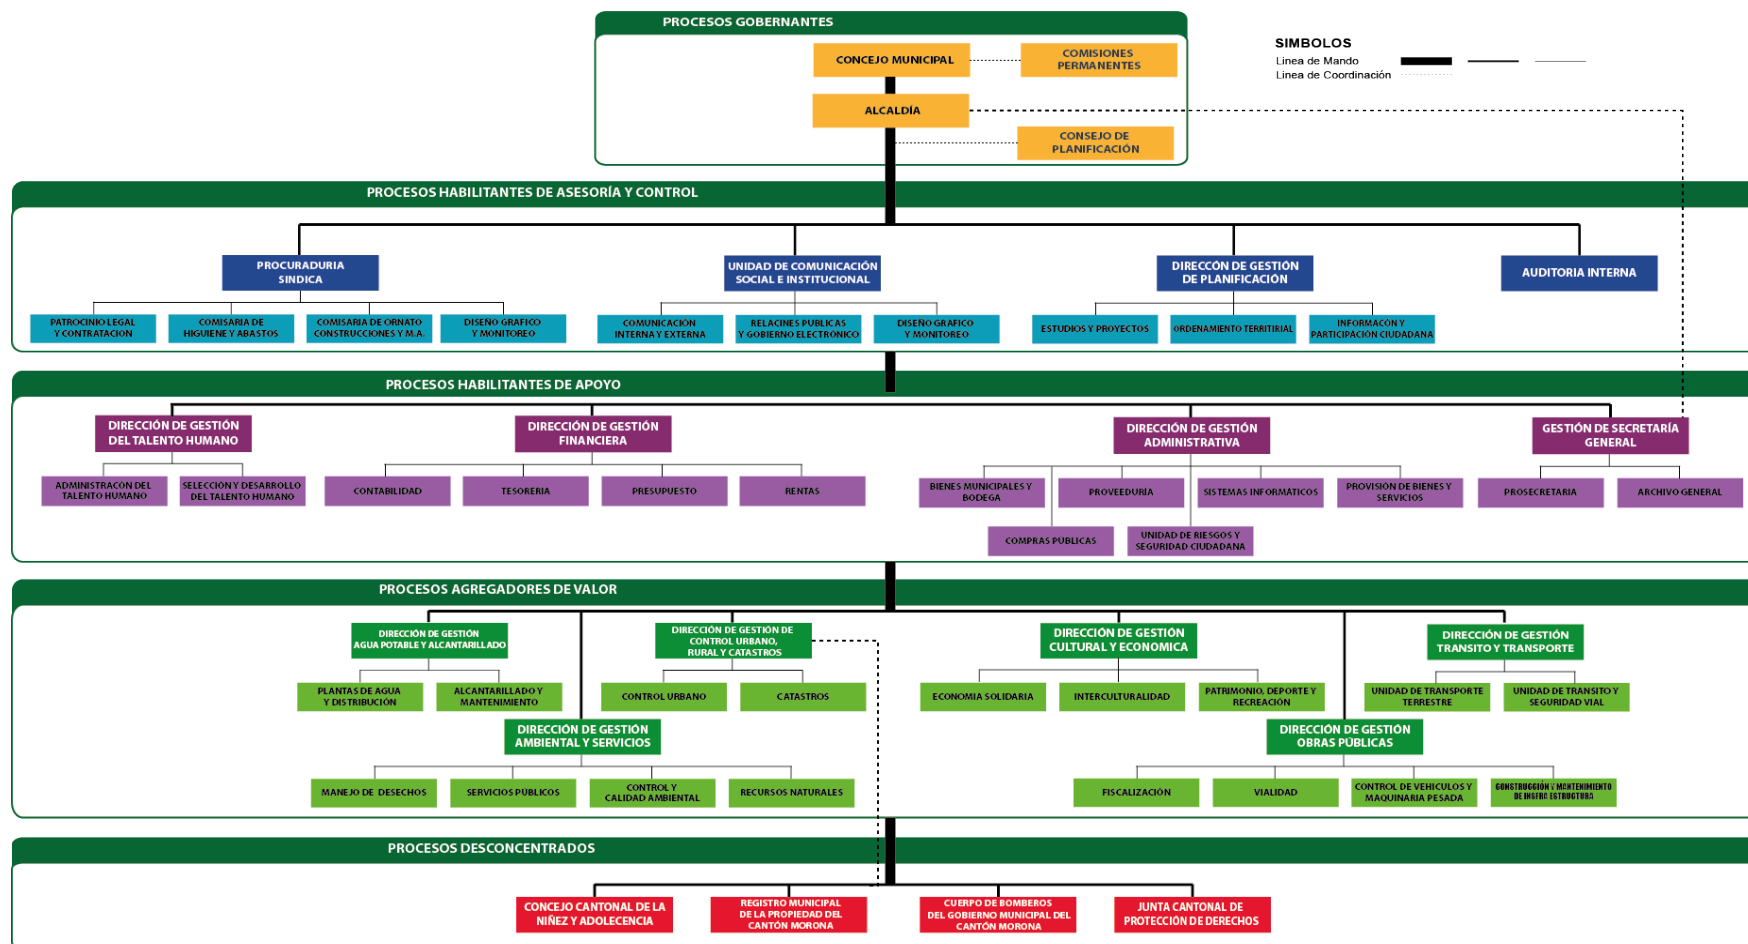 PROCESOS GOBERNANTES
CONCEJO MUNICIPAL
COMISIONES
PERMANENTES
SIMBOLOS
Linea de Mando
Linea de Coordinación
ALCALDÍA
CONSEJO DE
PLANIFICACIÓN
PROCESOS HABILITANTES DE ASESORÍA Y CONTROL
PROCURADURIA
SINDICA
UNIDAD DE COMUNICACIÓN
SOCIAL E INSTITUCIONAL
DIRECCÓN DE GESTIÓN
DE PLANIFICACIÓN
AUDITORIA INTERNA
PATROCINIO LEGAL
Y CONTRATACION
COMISARIA DE
HIGUIENE Y ABASTOS
COMISARIA DE ORNATO
CONSTRUCCIONES Y M.A.
DISEÑO GRAFICO
Y MONITOREO
COMUNICACIÓN
INTERNA Y EXTERNA
RELACINES PUBLICAS
Y GOBIERNO ELECTRÓNICO
DISEÑO GRAFICO
Y MONITOREO
ESTUDIOS Y PROYECTOS
ORDENAMIENTO TERRITIRIAL
INFORMACÓN Y
PARTICIPACIÓN CIUDADANA
PROCESOS HABILITANTES DE APOYO
DIRECCIÓN DE GESTIÓN
DEL TALENTO HUMANO
DIRECCIÓN DE GESTIÓN
FINANCIERA
DIRECCIÓN DE GESTIÓN
ADMINISTRATIVA
GESTIÓN DE SECRETARÍA
GENERAL
ADMINISTRACÓN DEL
TALENTO HUMANO
SELECCIÓN Y DESARROLLO
DEL TALENTO HUMANO
CONTABILIDAD
TESORERIA
PRESUPUESTO
RENTAS
BIENES MUNICIPALES Y
BODEGA
PROVEEDURÍA
SISTEMAS INFORMÁTICOS
PROVISIÓN DE BIENES Y
SERVICIOS
PROSECRETARIA
ARCHIVO GENERAL
COMPRAS PÚBLICAS
UNIDAD DE RIESGOS Y
SEGURIDAD CIUDADANA
PROCESOS AGREGADORES DE VALOR
DIRECCIÓN DE GESTIÓN
AGUA POTABLE Y ALCANTARILLADO
DIRECCIÓN DE GESTIÓN DE
CONTROL URBANO,
RURAL Y CATASTROS
DIRECCIÓN DE GESTIÓN
CULTURAL Y ECONOMICA
DIRECCIÓN DE GESTIÓN
TRANSITO Y TRANSPORTE
PLANTAS DE AGUA
Y DISTRIBUCIÓN
ALCANTARILLADO Y
MANTENIMIENTO
CONTROL URBANO
CATASTROS
ECONOMIA SOLIDARIA
INTERCULTURALIDAD
PATRIMONIO, DEPORTE Y
RECREACIÓN
UNIDAD DE TRANSPORTE
TERRESTRE
UNIDAD DE TRANSITO Y
SEGURIDAD VIAL
DIRECCIÓN DE GESTIÓN
AMBIENTAL Y SERVICIOS
DIRECCIÓN DE GESTIÓN
OBRAS PÚBLICAS
MANEJO DE DESECHOS
SERVICIOS PÚBLICOS
CONTROL Y
CALIDAD AMBIENTAL
RECURSOS NATURALES
FISCALIZACIÓN
VIALIDAD
CONTROL DE VEHICULOS Y
MAQUINARIA PESADA
CONSTRUCCIÓN Y MANTENIMIENTO
DE INSFRA ESTRUCTURA
PROCESOS DESCONCENTRADOS
CONCEJO CANTONAL DE LA
NIÑEZ Y ADOLECENCIA
REGISTRO MUNICIPAL
DE LA PROPIEDAD DEL
CANTÓN MORONA
CUERPO DE BOMBEROS
DEL GOBIERNO MUNICIPAL DEL
CANTÓN MORONA
JUNTA CANTONAL DE
PROTECCIÓN DE DERECHOS